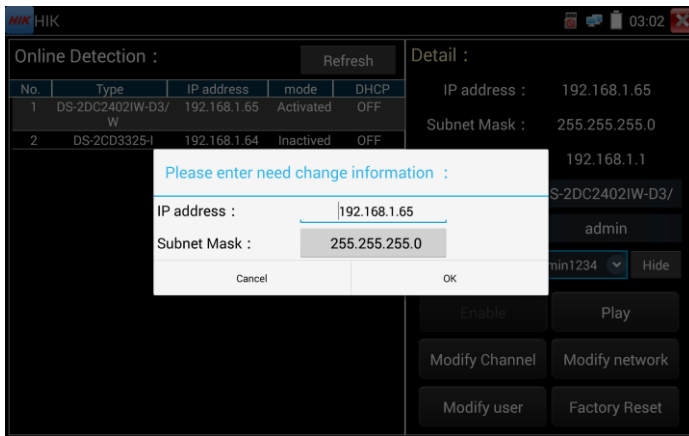 HIK HIK 03:02
Online Detection : Refresh
No. Type IP address mode DHCP
1 DS-2DC2402IW-D3/W 192.168.1.65 Activated OFF
2 DS-2CD3325-I 192.168.1.64 Inactived OFF
Please enter need change information :
IP address : 192.168.1.65
Subnet Mask : 255.255.255.0
Cancel OK
Detail :
IP address : 192.168.1.65
Subnet Mask : 255.255.255.0
192.168.1.1
S-2DC2402IW-D3/
admin
min1234 Hide
Enable Play
Modify Channel Modify network
Modify user Factory Reset